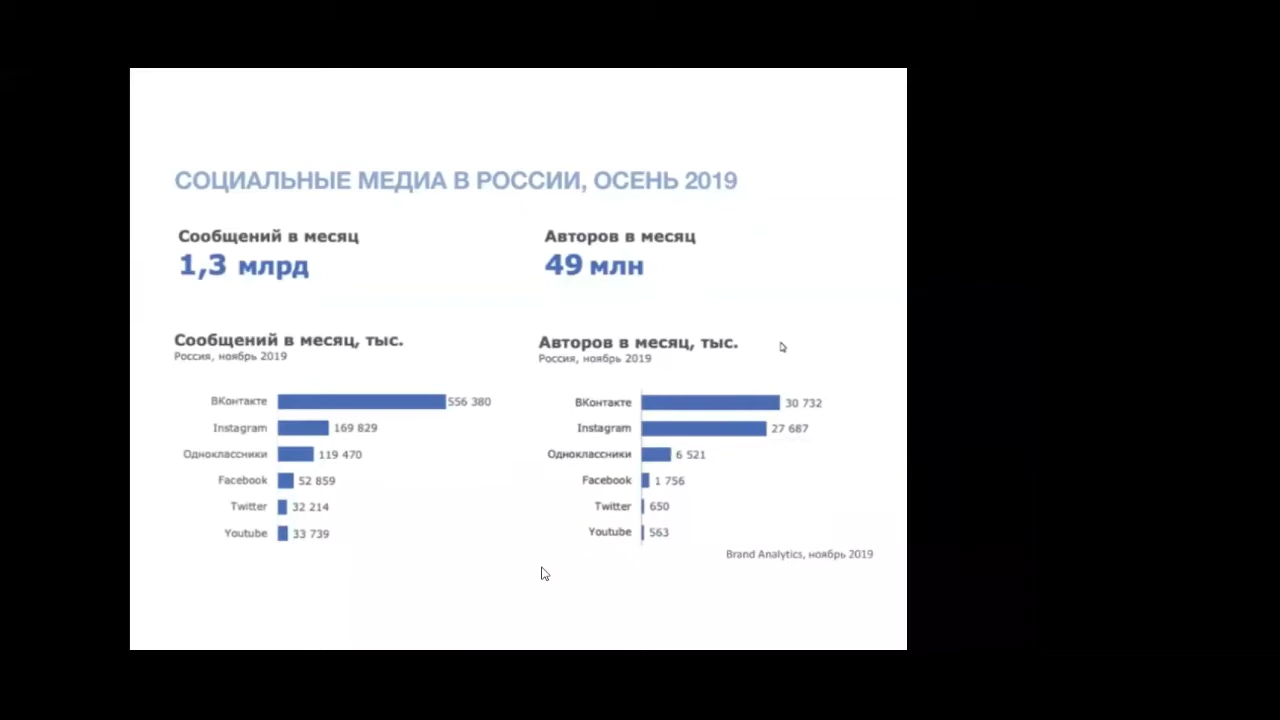 СОЦИАЛЬНЫЕ МЕДИА В РОССИИ, ОСЕНЬ 2019
Сообщений в месяц
1,3 млрд
Авторов в месяц
49 млн
Сообщений в месяц, тыс.
Россия, ноябрь 2019
ВКонтакте 556 380
Instagram 169 829
Одноклассники 119 470
Facebook 52 859
Twitter 32 214
Youtube 33 739
Авторов в месяц, тыс.
Россия, ноябрь 2019
ВКонтакте 30 732
Instagram 27 687
Одноклассники 6 521
Facebook 1 756
Twitter 650
Youtube 563
Brand Analytics, ноябрь 2019